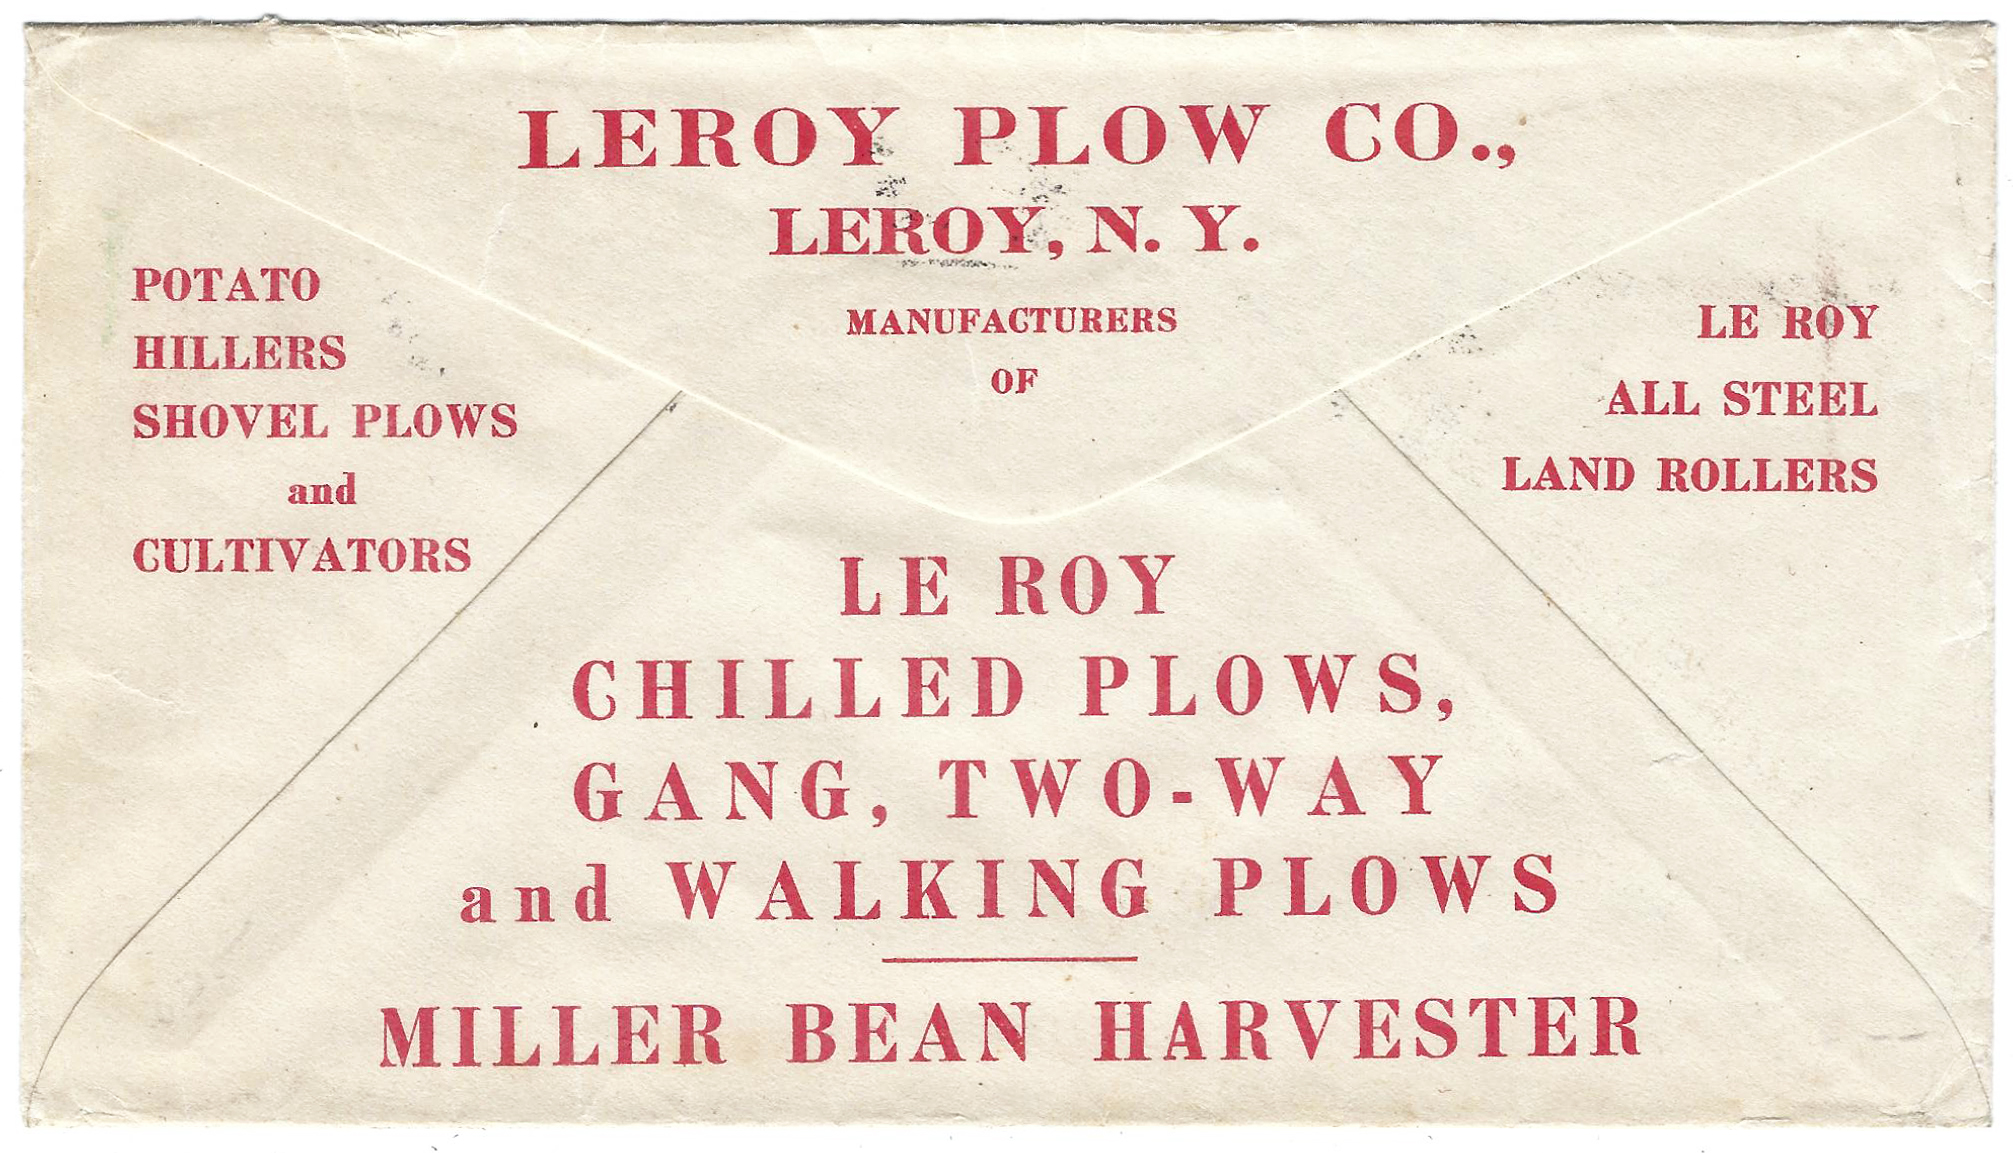 LEROY PLOW CO.,
LEROY, N. Y.
MANUFACTURERS
OF
POTATO
HILLERS
SHOVEL PLOWS
and
CULTIVATORS
LE ROY
ALL STEEL
LAND ROLLERS
LE ROY
CHILLED PLOWS,
GANG, TWO-WAY
and WALKING PLOWS
MILLER BEAN HARVESTER